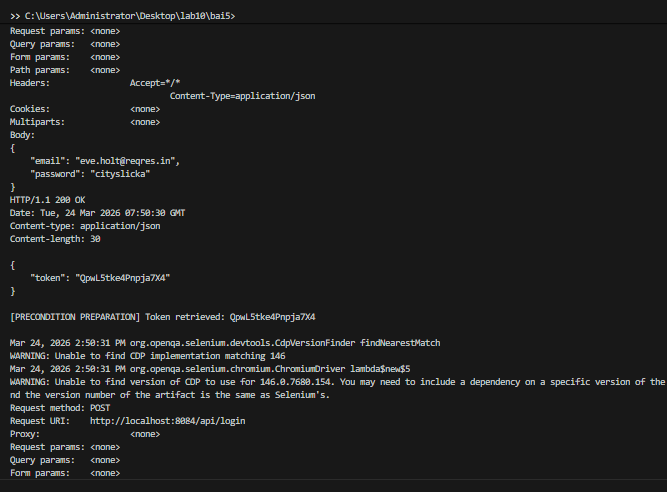 >> C:\Users\Administrator\Desktop\lab10\bai5>
Request params: <none>
Query params:   <none>
Form params:    <none>
Path params:    <none>
Headers:                Accept=*/*
                                Content-Type=application/json
Cookies:                <none>
Multiparts:             <none>
Body:
{
    "email": "eve.holt@reqres.in",
    "password": "cityslicka"
}
HTTP/1.1 200 OK
Date: Tue, 24 Mar 2026 07:50:30 GMT
Content-type: application/json
Content-length: 30

{
    "token": "QpwL5tke4Pnpja7X4"
}

[PRECONDITION PREPARATION] Token retrieved: QpwL5tke4Pnpja7X4

Mar 24, 2026 2:50:31 PM org.openqa.selenium.devtools.CdpVersionFinder findNearestMatch
WARNING: Unable to find CDP implementation matching 146
Mar 24, 2026 2:50:31 PM org.openqa.selenium.chromium.ChromiumDriver lambda$new$5
WARNING: Unable to find version of CDP to use for 146.0.7680.154. You may need to include a dependency on a specific version of the
nd the version number of the artifact is the same as Selenium's.
Request method: POST
Request URI:    http://localhost:8084/api/login
Proxy:                  <none>
Request params: <none>
Query params:   <none>
Form params:    <none>